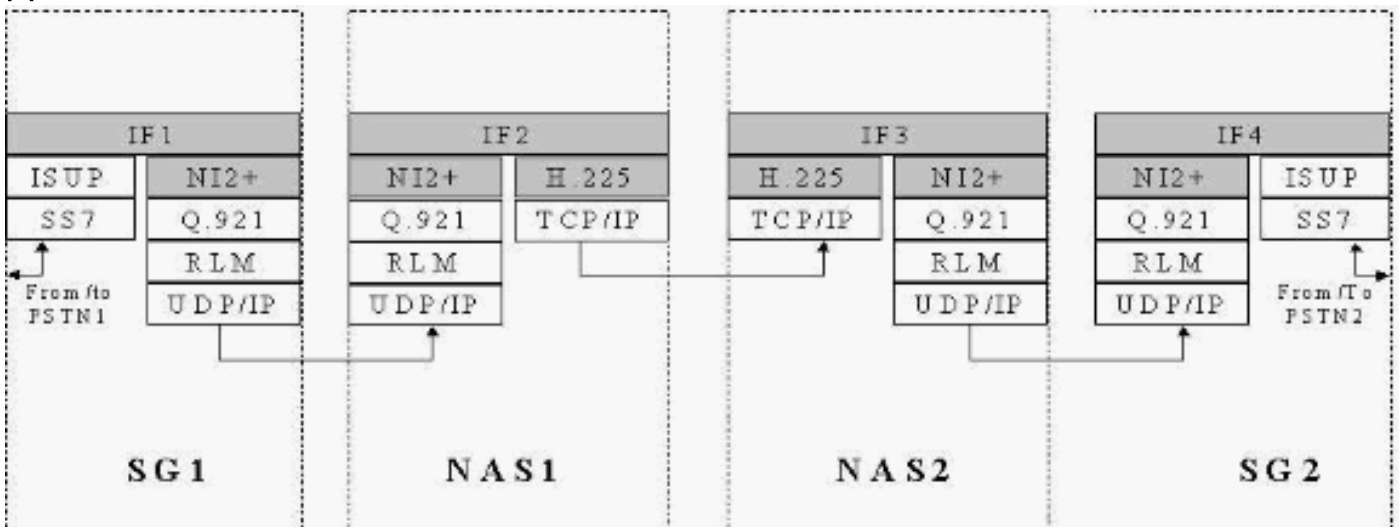 IF1
ISUP
NI2+
SS7
Q.921
RLM
UDP/IP
From/to
PSTN1
SG1
IF2
NI2+
H.225
Q.921
TCP/IP
RLM
UDP/IP
NAS1
IF3
H.225
NI2+
TCP/IP
Q.921
RLM
UDP/IP
NAS2
IF4
NI2+
ISUP
Q.921
SS7
RLM
UDP/IP
From/To
PSTN2
SG2